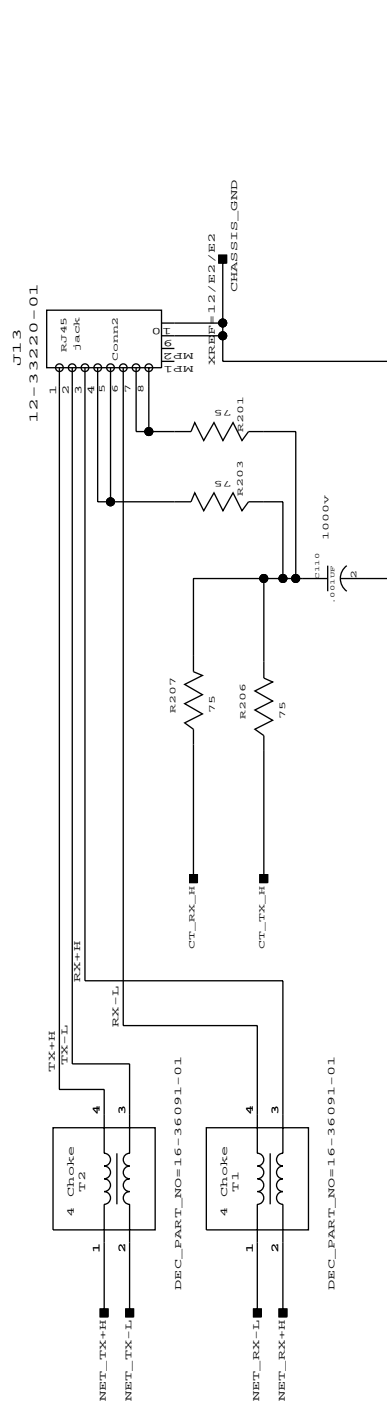 J13
12-33220-01
RJ45
jack
Conn2
1
2
3
4
5
6
7
8
10
9
MP2
MP1
XREF=12/E2/E2
CHASSIS_GND
75
R201
75
R203
1000v
C110
.001UF
2
R207
75
R206
75
CT_RX_H
CT_TX_H
TX+H
TX-L
RX+H
RX-L
4
3
4 Choke
T2
1
2
DEC_PART_NO=16-36091-01
NET_TX+H
NET_TX-L
4
3
4 Choke
T1
1
2
DEC_PART_NO=16-36091-01
NET_RX-L
NET_RX+H